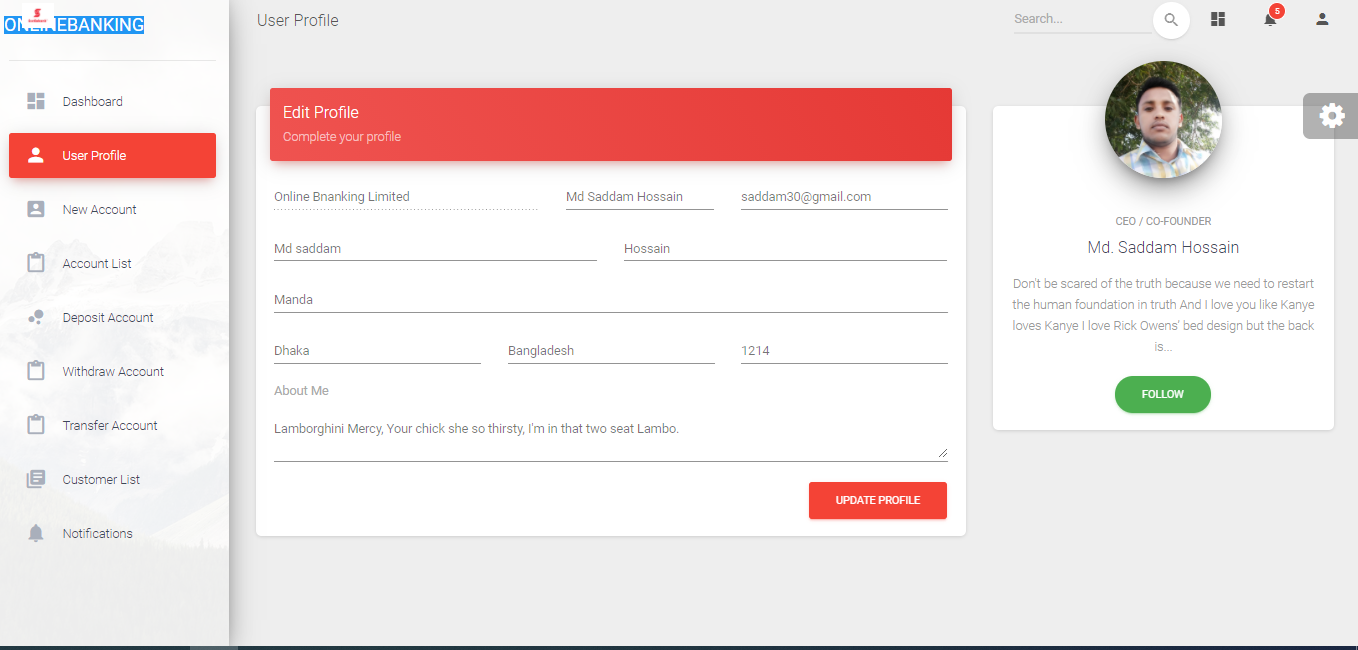 ONLINEBANKING
User Profile
Search...
5
Dashboard
User Profile
New Account
Account List
Deposit Account
Withdraw Account
Transfer Account
Customer List
Notifications
Edit Profile
Complete your profile
Online Bnanking Limited
Md Saddam Hossain
saddam30@gmail.com
Md saddam
Hossain
Manda
Dhaka
Bangladesh
1214
About Me
Lamborghini Mercy, Your chick she so thirsty, I'm in that two seat Lambo.
UPDATE PROFILE
CEO / CO-FOUNDER
Md. Saddam Hossain
Don't be scared of the truth because we need to restart
the human foundation in truth And I love you like Kanye
loves Kanye I love Rick Owens' bed design but the back
is...
FOLLOW